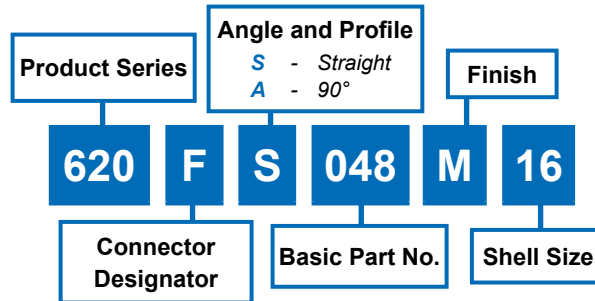 Angle and Profile
S - Straight
A - 90°
Product Series
Finish
620 F S 048 M 16
Connector
Designator
Basic Part No.
Shell Size